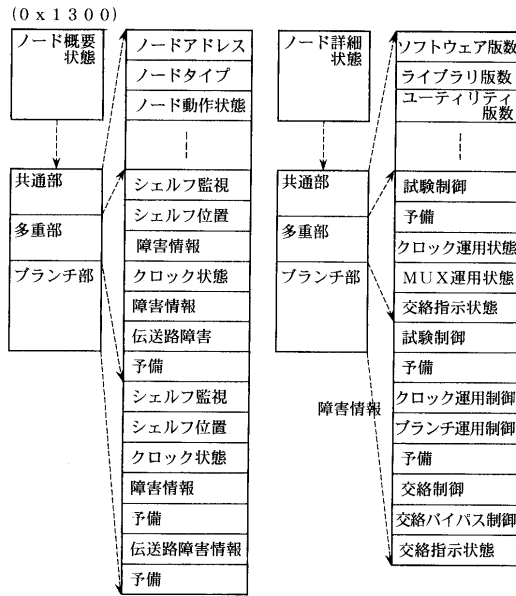 (0x1300)
ノード概要
状態
共通部
多重部
ブランチ部
ノードアドレス
ノードタイプ
ノード動作状態
シェルフ監視
シェルフ位置
障害情報
クロック状態
障害情報
伝送路障害
予備
シェルフ監視
シェルフ位置
クロック状態
障害情報
予備
伝送路障害情報
予備
ノード詳細
状態
共通部
多重部
ブランチ部
障害情報
ソフトウェア版数
ライブラリ版数
ユーティリティ
版数
試験制御
予備
クロック運用状態
MUX運用状態
交絡指示状態
試験制御
予備
クロック運用制御
ブランチ運用制御
予備
交絡制御
交絡バイパス制御
交絡指示状態